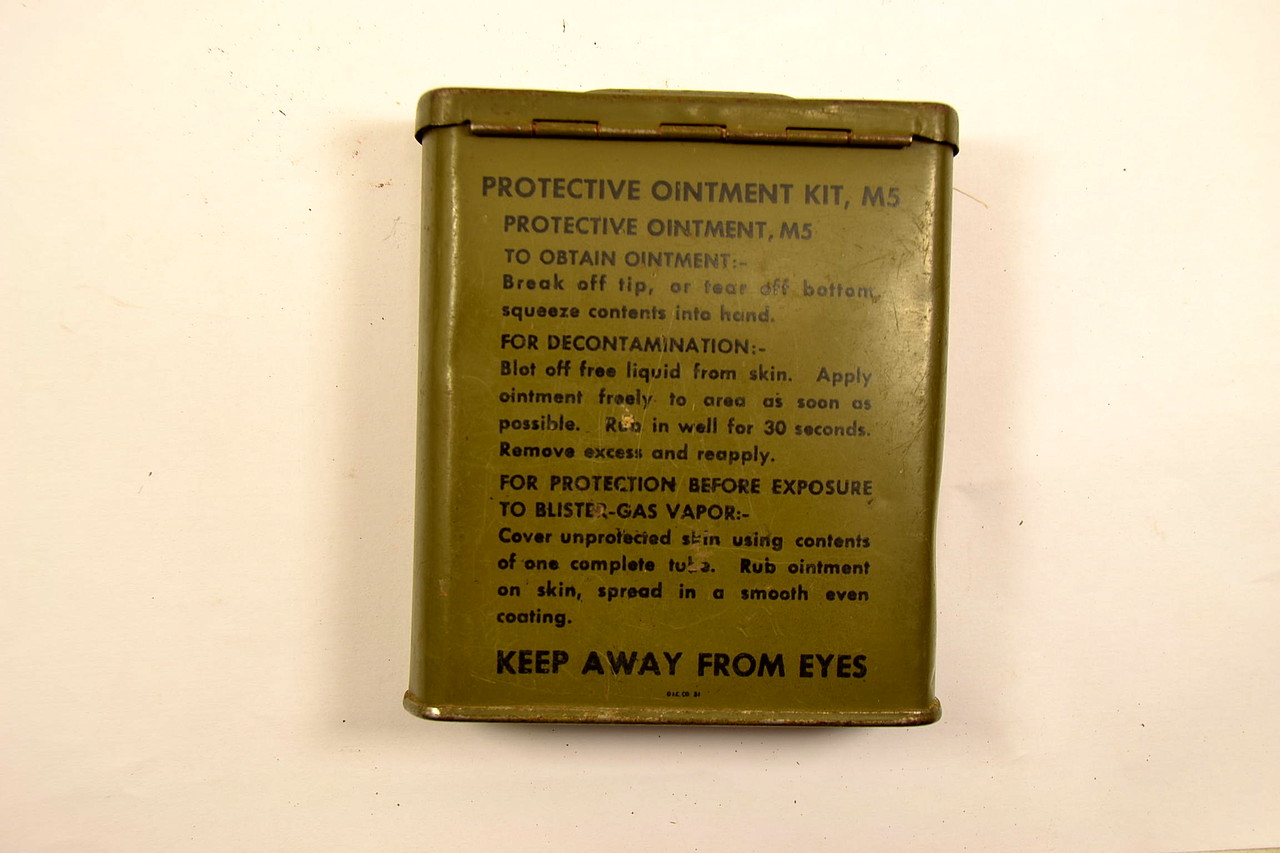 PROTECTIVE OINTMENT KIT, M5
PROTECTIVE OINTMENT, M5
TO OBTAIN OINTMENT:-
Break off tip, or tear off bottom,
squeeze contents into hand.
FOR DECONTAMINATION:-
Blot off free liquid from skin. Apply
ointment freely to area as soon as
possible. Rub in well for 30 seconds.
Remove excess and reapply.
FOR PROTECTION BEFORE EXPOSURE
TO BLISTER-GAS VAPOR:-
Cover unprotected skin using contents
of one complete tube. Rub ointment
on skin, spread in a smooth even
coating.
KEEP AWAY FROM EYES